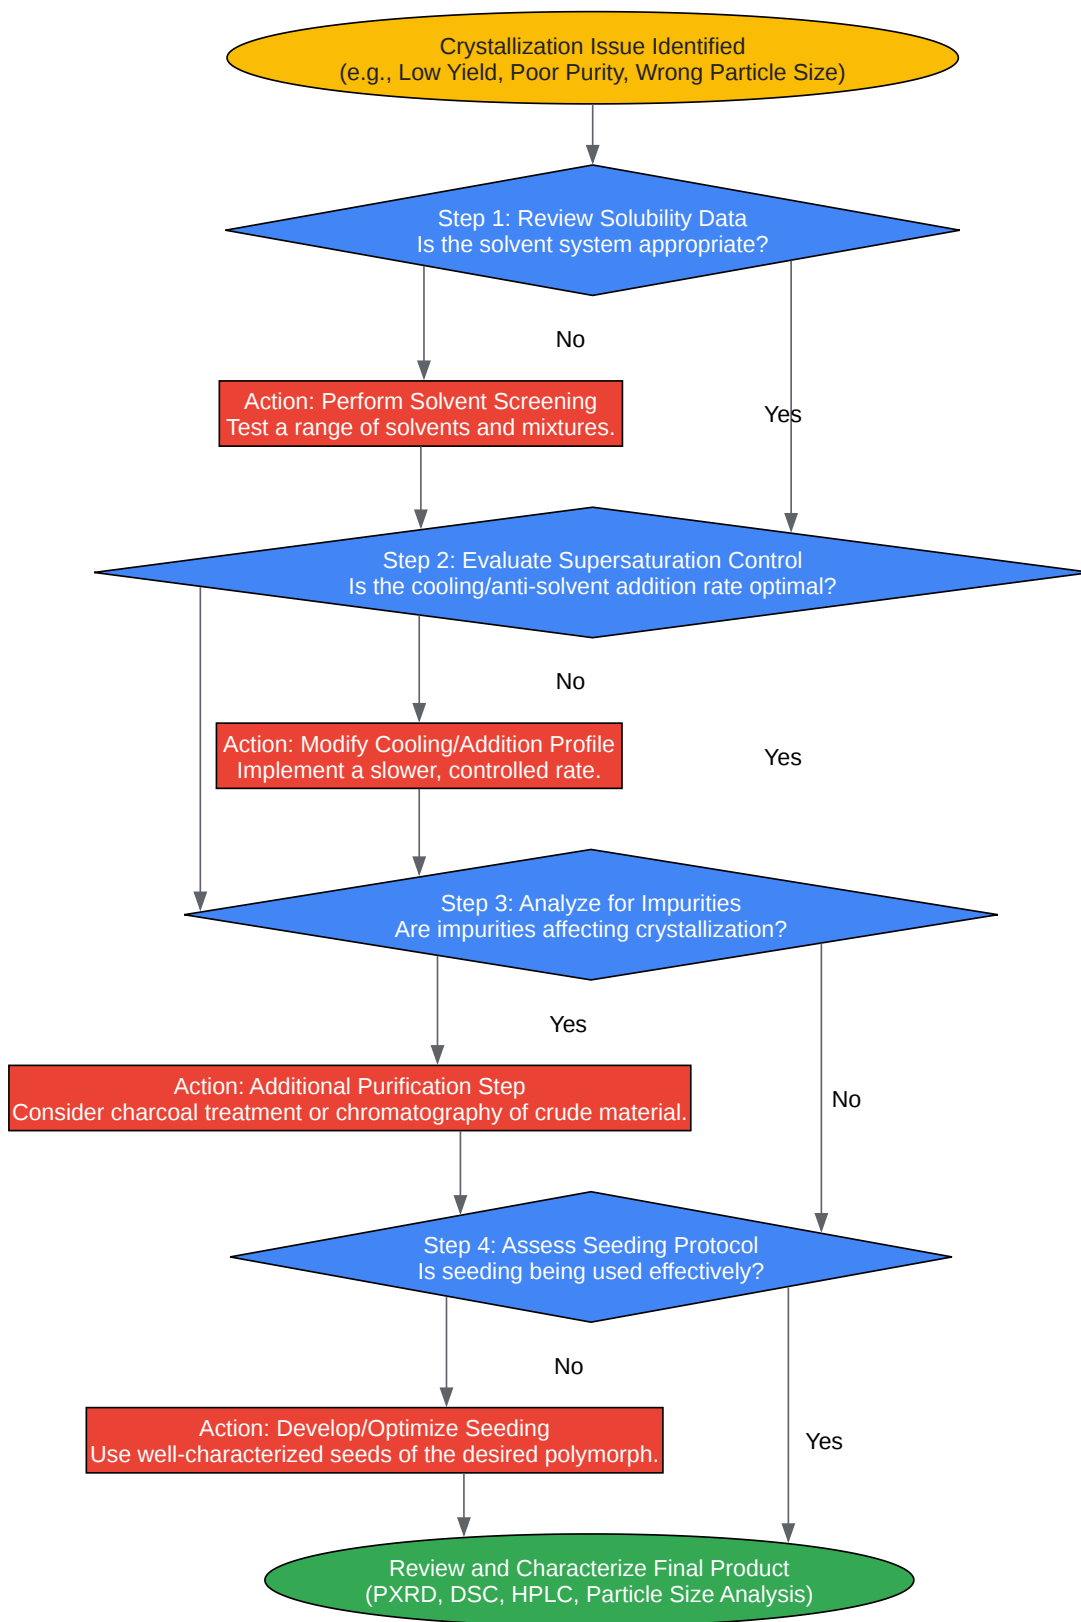 Crystallization Issue Identified
(e.g., Low Yield, Poor Purity, Wrong Particle Size)
Step 1: Review Solubility Data
Is the solvent system appropriate?
No
Action: Perform Solvent Screening
Test a range of solvents and mixtures.
Yes
Step 2: Evaluate Supersaturation Control
Is the cooling/anti-solvent addition rate optimal?
No
Action: Modify Cooling/Addition Profile
Implement a slower, controlled rate.
Yes
Step 3: Analyze for Impurities
Are impurities affecting crystallization?
Yes
Action: Additional Purification Step
Consider charcoal treatment or chromatography of crude material.
No
Step 4: Assess Seeding Protocol
Is seeding being used effectively?
No
Action: Develop/Optimize Seeding
Use well-characterized seeds of the desired polymorph.
Yes
Review and Characterize Final Product
(PXRD, DSC, HPLC, Particle Size Analysis)